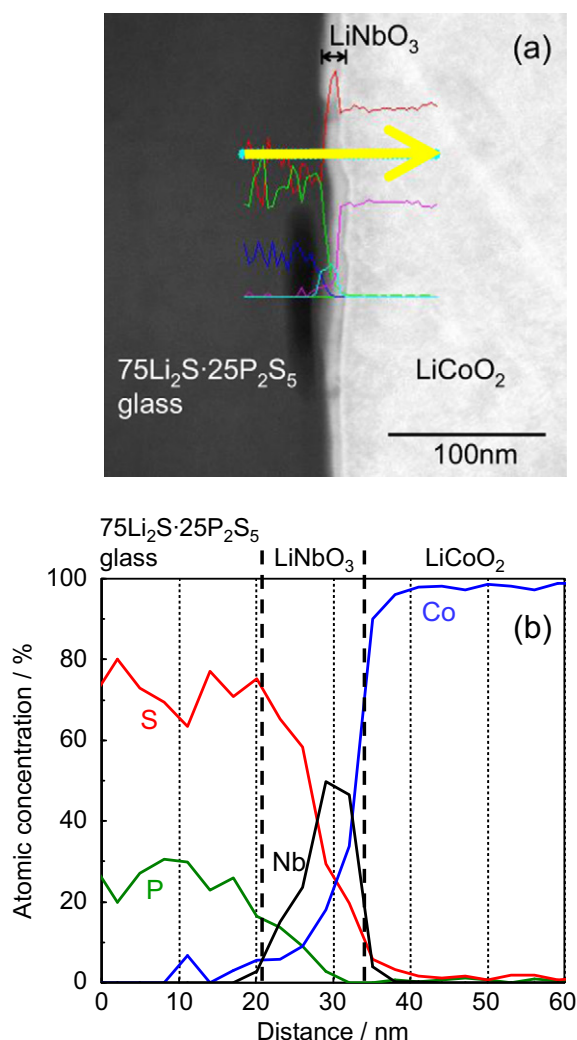 LiNbO₃
(a)
75Li₂S·25P₂S₅
glass
LiCoO₂
100nm
75Li₂S·25P₂S₅
glass
LiNbO₃
LiCoO₂
100
80
60
40
20
0
Atomic concentration / %
Co
(b)
S
Nb
P
0
10
20
30
40
50
60
Distance / nm